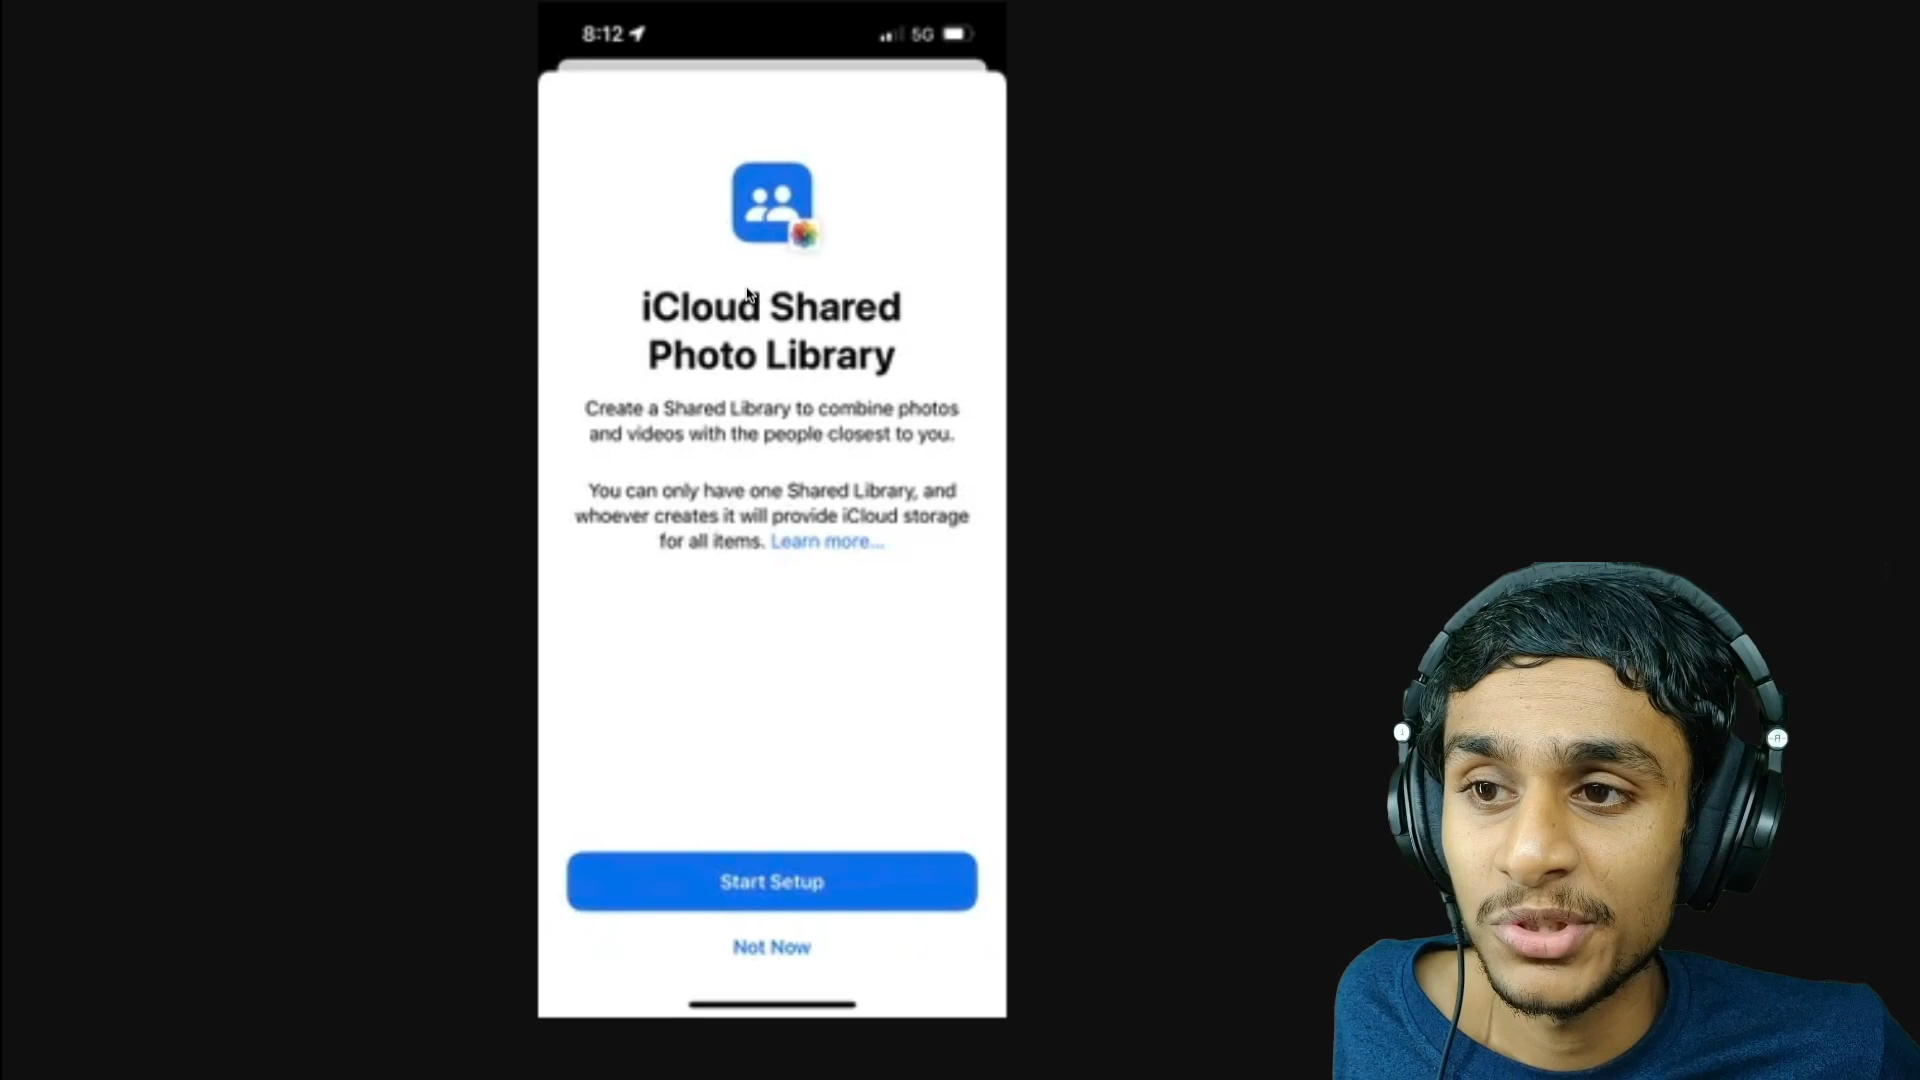 8:12
5G
iCloud Shared
Photo Library
Create a Shared Library to combine photos
and videos with the people closest to you.
You can only have one Shared Library, and
whoever creates it will provide iCloud storage
for all items. Learn more...
Start Setup
Not Now